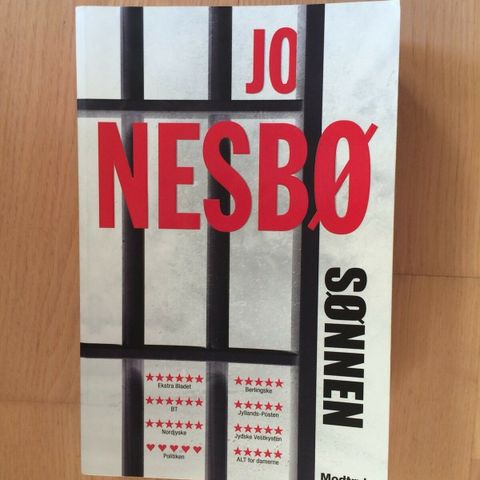 JO
NESBØ
SØNNEN
★★★★★★
Ekstra Bladet
★★★★★★
BT
★★★★★★
Nordjyske
♥♥♥♥♥
Politiken
★★★★★
Berlingske
★★★★★
Jyllands-Posten
★★★★★
Jydske Vestkysten
★★★★★
ALT for damerne